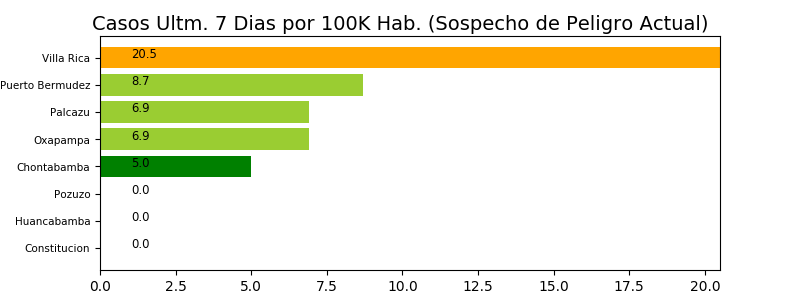 Casos Ultm. 7 Dias por 100K Hab. (Sospecho de Peligro Actual)
Villa Rica 20.5
Puerto Bermudez 8.7
Palcazu 6.9
Oxapampa 6.9
Chontabamba 5.0
Pozuzo 0.0
Huancabamba 0.0
Constitucion 0.0
0.0 2.5 5.0 7.5 10.0 12.5 15.0 17.5 20.0